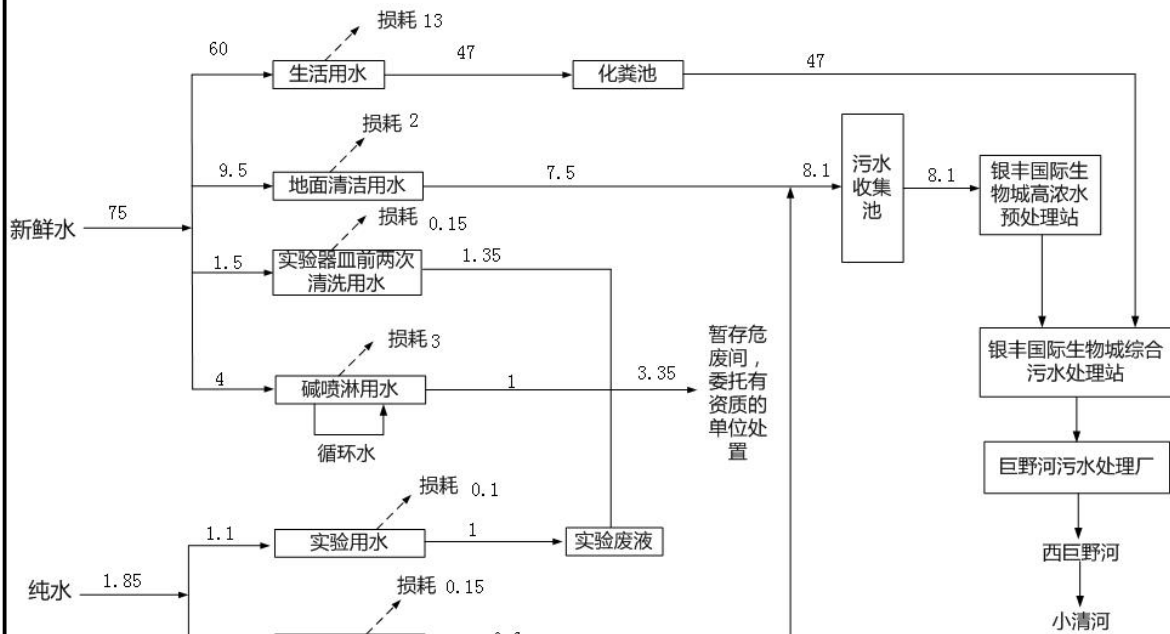 损耗 13
60
生活用水
47
化粪池
47
损耗 2
9.5
地面清洁用水
7.5
8.1
污水
收集
池
8.1
银丰国际生
物城高浓水
预处理站
新鲜水
75
损耗 0.15
1.5
实验器皿前两次
清洗用水
1.35
损耗 3
4
碱喷淋用水
1
3.35
循环水
暂存危
废间，
委托有
资质的
单位处
置
银丰国际生物城综合
污水处理站
巨野河污水处理厂
损耗 0.1
1.1
实验用水
1
实验废液
西巨野河
纯水
1.85
损耗 0.15
小清河